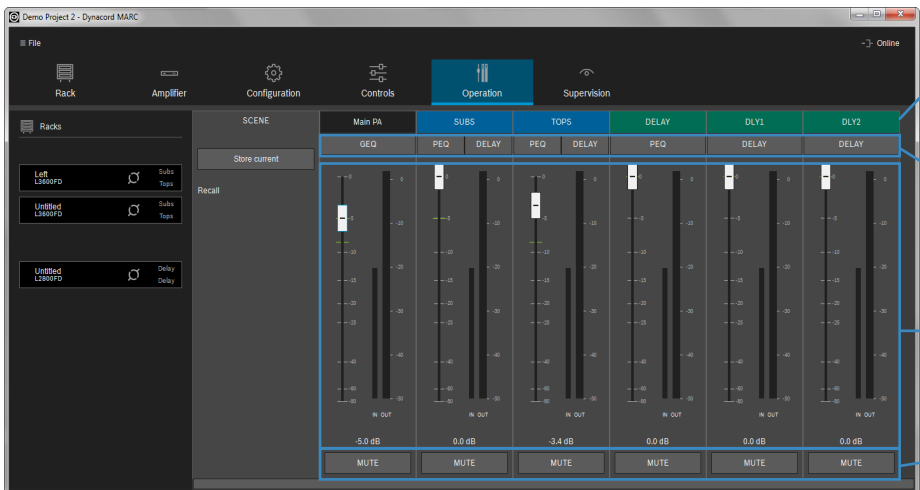 Demo Project 2 - Dynacord MARC
File
Online
Rack Amplifier Configuration Controls Operation Supervision
Racks
SCENE
Main PA SUBS TOPS DELAY DLY1 DLY2
GEQ PEQ DELAY PEQ DELAY PEQ DELAY DELAY
Store current
Recall
Left
L3600FD
Subs
Tops
Untitled
L3600FD
Subs
Tops
Untitled
L2800FD
Delay
Delay
IN OUT IN OUT IN OUT IN OUT IN OUT IN OUT
-5.0 dB 0.0 dB -3.4 dB 0.0 dB 0.0 dB 0.0 dB
MUTE MUTE MUTE MUTE MUTE MUTE